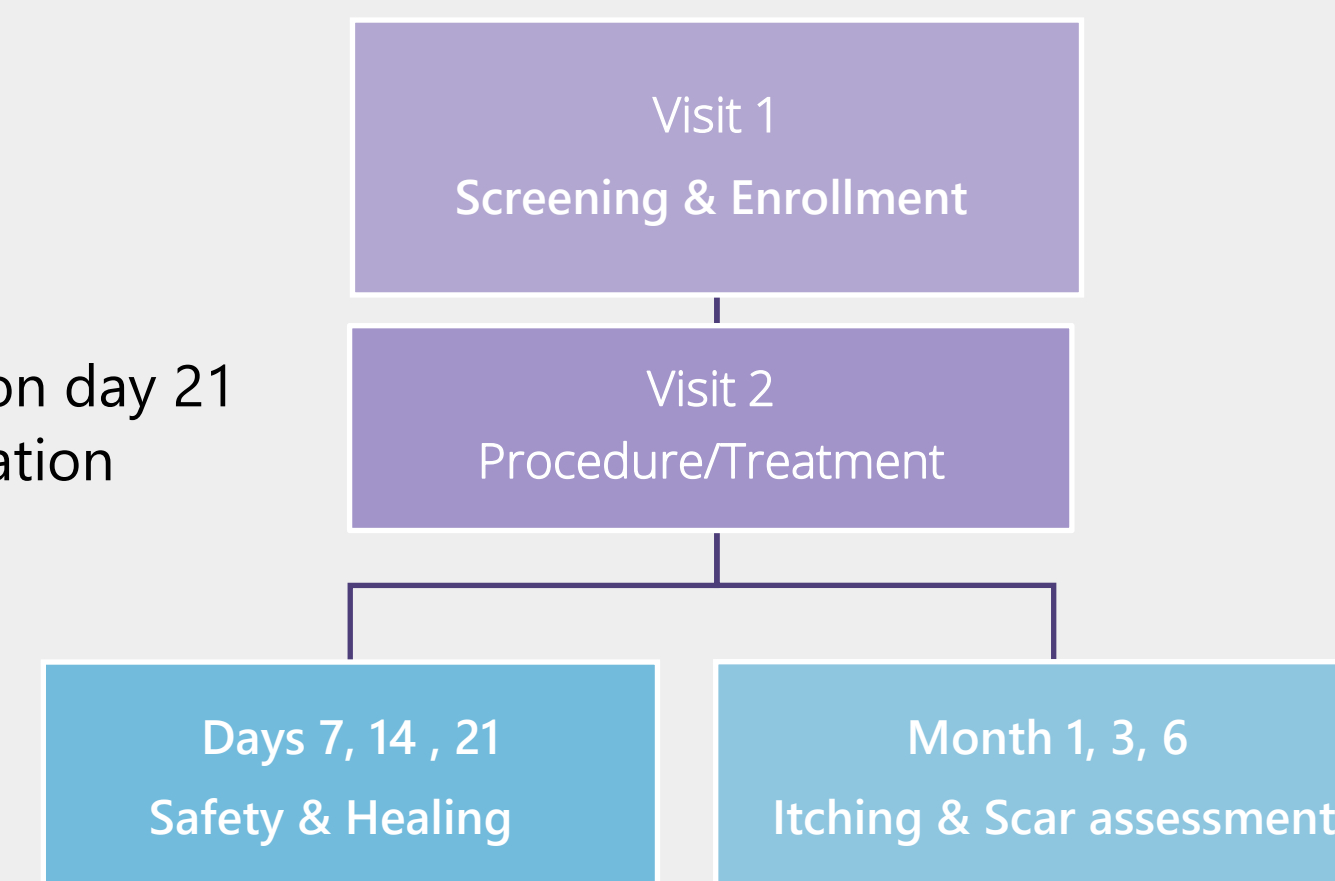 Visit 1
Screening & Enrollment
on day 21
ation
Visit 2
Procedure/Treatment
Days 7, 14 , 21
Safety & Healing
Month 1, 3, 6
Itching & Scar assessment